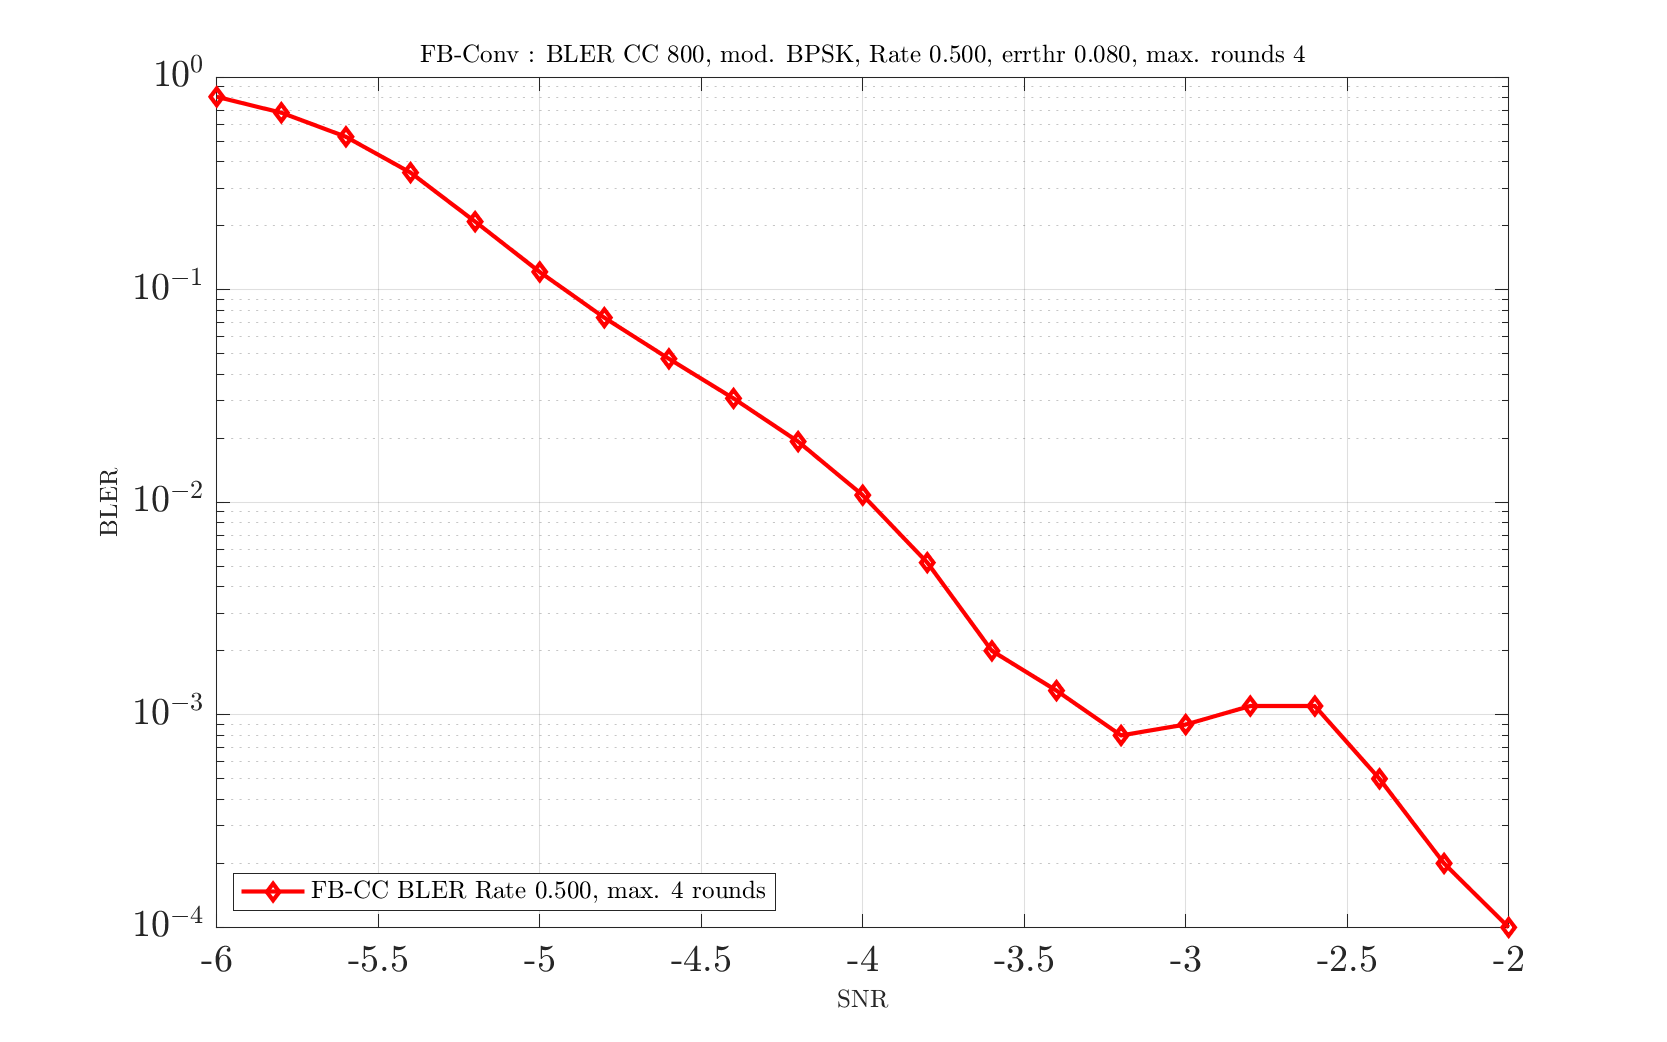 FB-Conv : BLER CC 800, mod. BPSK, Rate 0.500, errthr 0.080, max. rounds 4
10^0
10^-1
10^-2
10^-3
10^-4
BLER
FB-CC BLER Rate 0.500, max. 4 rounds
-6 -5.5 -5 -4.5 -4 -3.5 -3 -2.5 -2
SNR